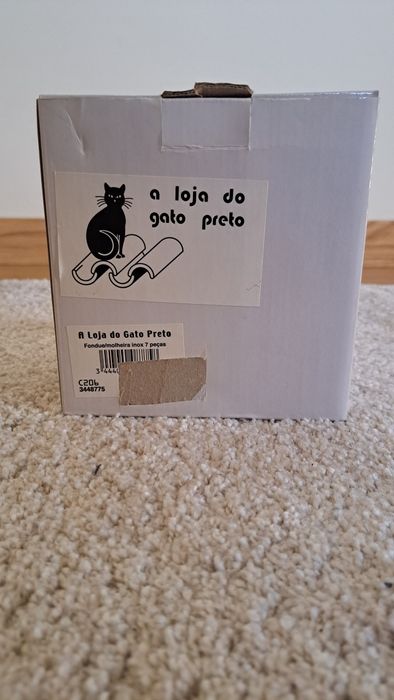 a loja do
gato preto
A Loja do Gato Preto
Fondue/molheira inox 7 peças
C206
3448775